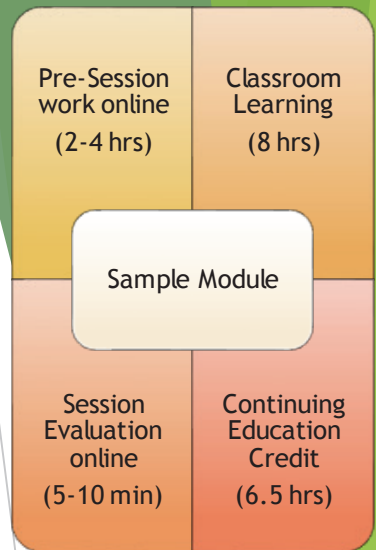 Pre-Session
work online
(2-4 hrs)
Classroom
Learning
(8 hrs)
Sample Module
Session
Evaluation
online
(5-10 min)
Continuing
Education
Credit
(6.5 hrs)